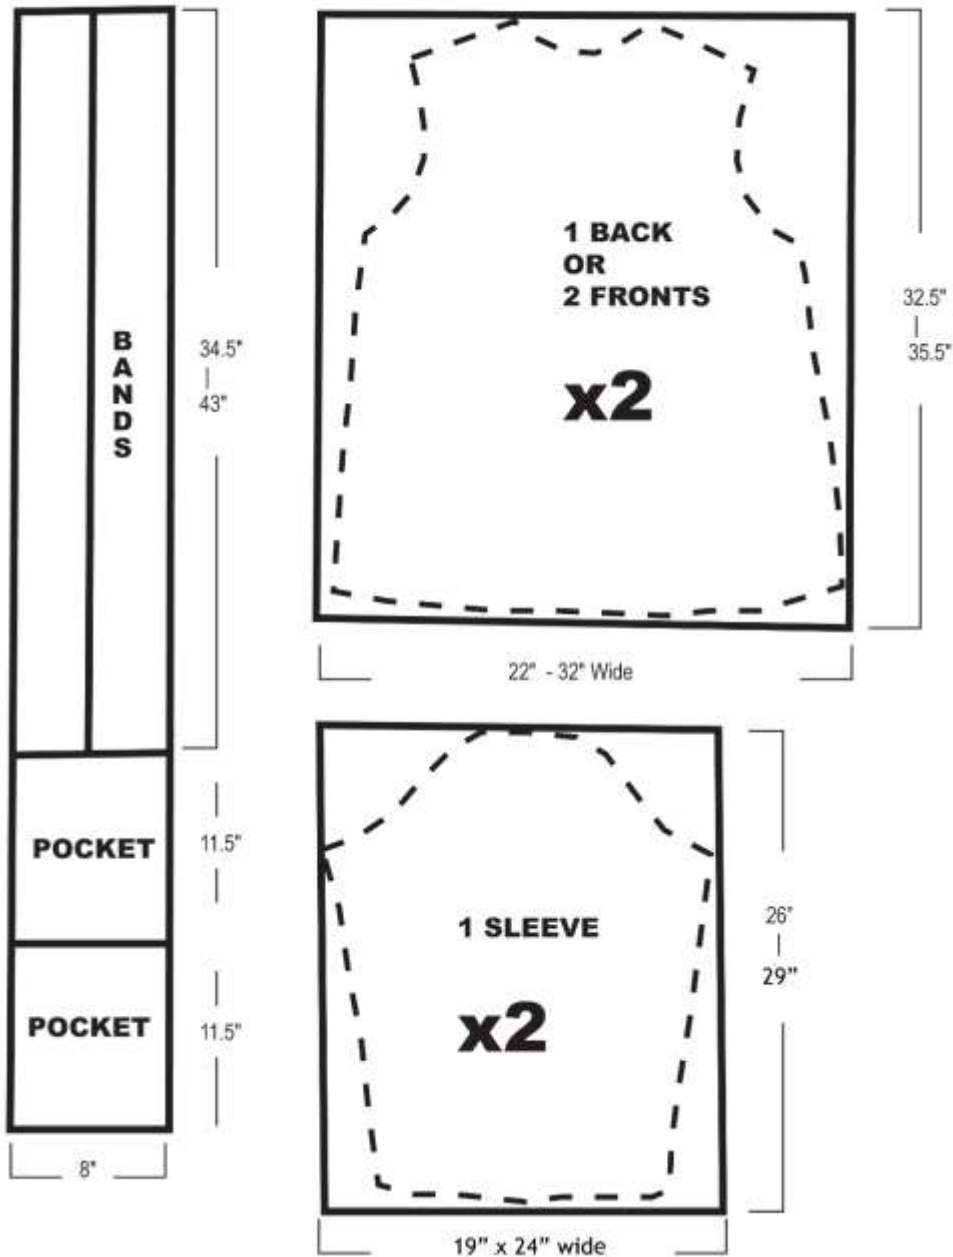 B
A
N
D
S
34.5"
|
43"
POCKET
11.5"
POCKET
11.5"
8"
1 BACK
OR
2 FRONTS
x2
32.5"
|
35.5"
22" - 32" Wide
1 SLEEVE
x2
26"
|
29”
19” x 24” wide